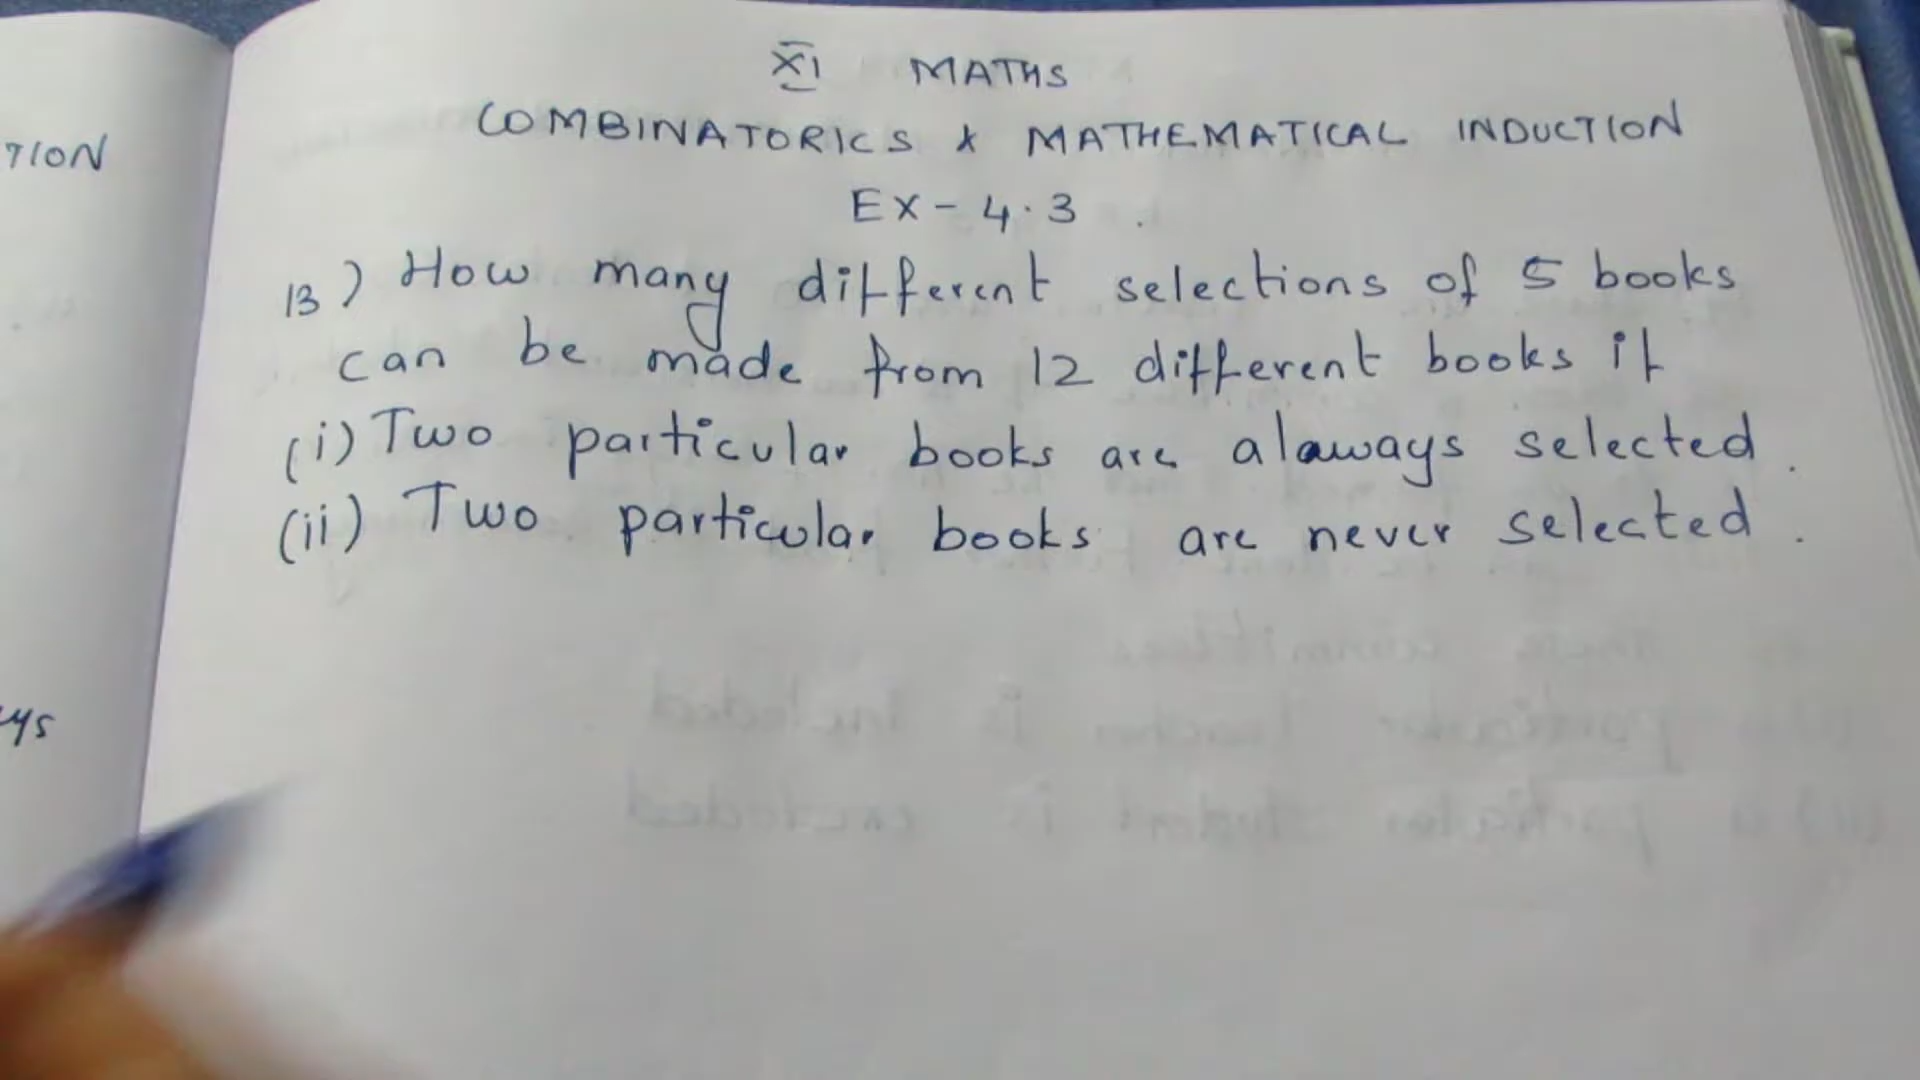 TION
ys
XI MATHS
COMBINATORICS & MATHEMATICAL INDUCTION
EX - 4.3
13) How many different selections of 5 books
can be made from 12 different books if
(i) Two particular books are alaways selected.
(ii) Two particular books are never selected.